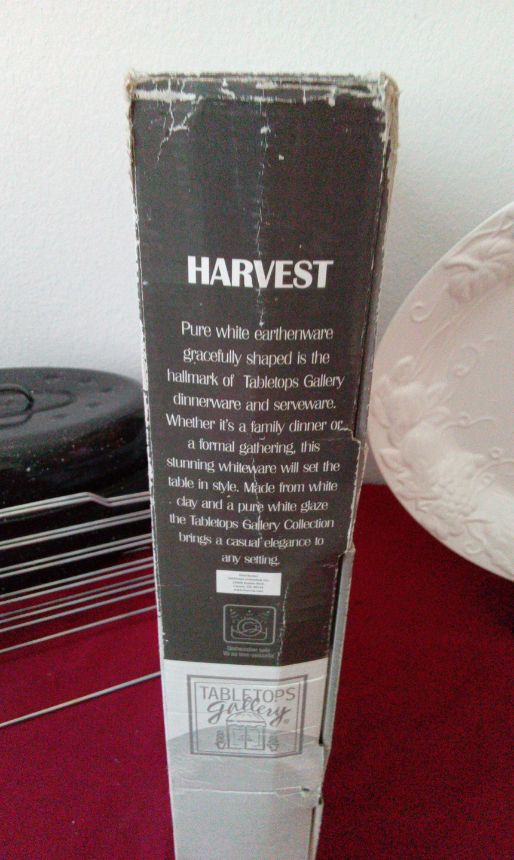 HARVEST
Pure white earthenware
gracefully shaped is the
hallmark of Tabletops Gallery
dinnerware and serveware.
Whether it's a family dinner or
a formal gathering, this
stunning whiteware will set the
table in style. Made from white
clay and a pure white glaze
the Tabletops Gallery Collection
brings a casual elegance to
any setting.
Dishwasher safe
TABLETOPS
gallery®